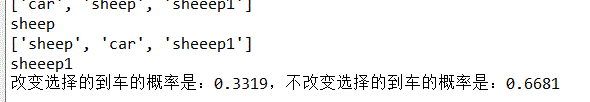 ['car', 'sheep', 'sheeep1']
sheep
['sheep', 'car', 'sheeep1']
sheeep1
改变选择的到车的概率是：0.3319，不改变选择的到车的概率是：0.6681